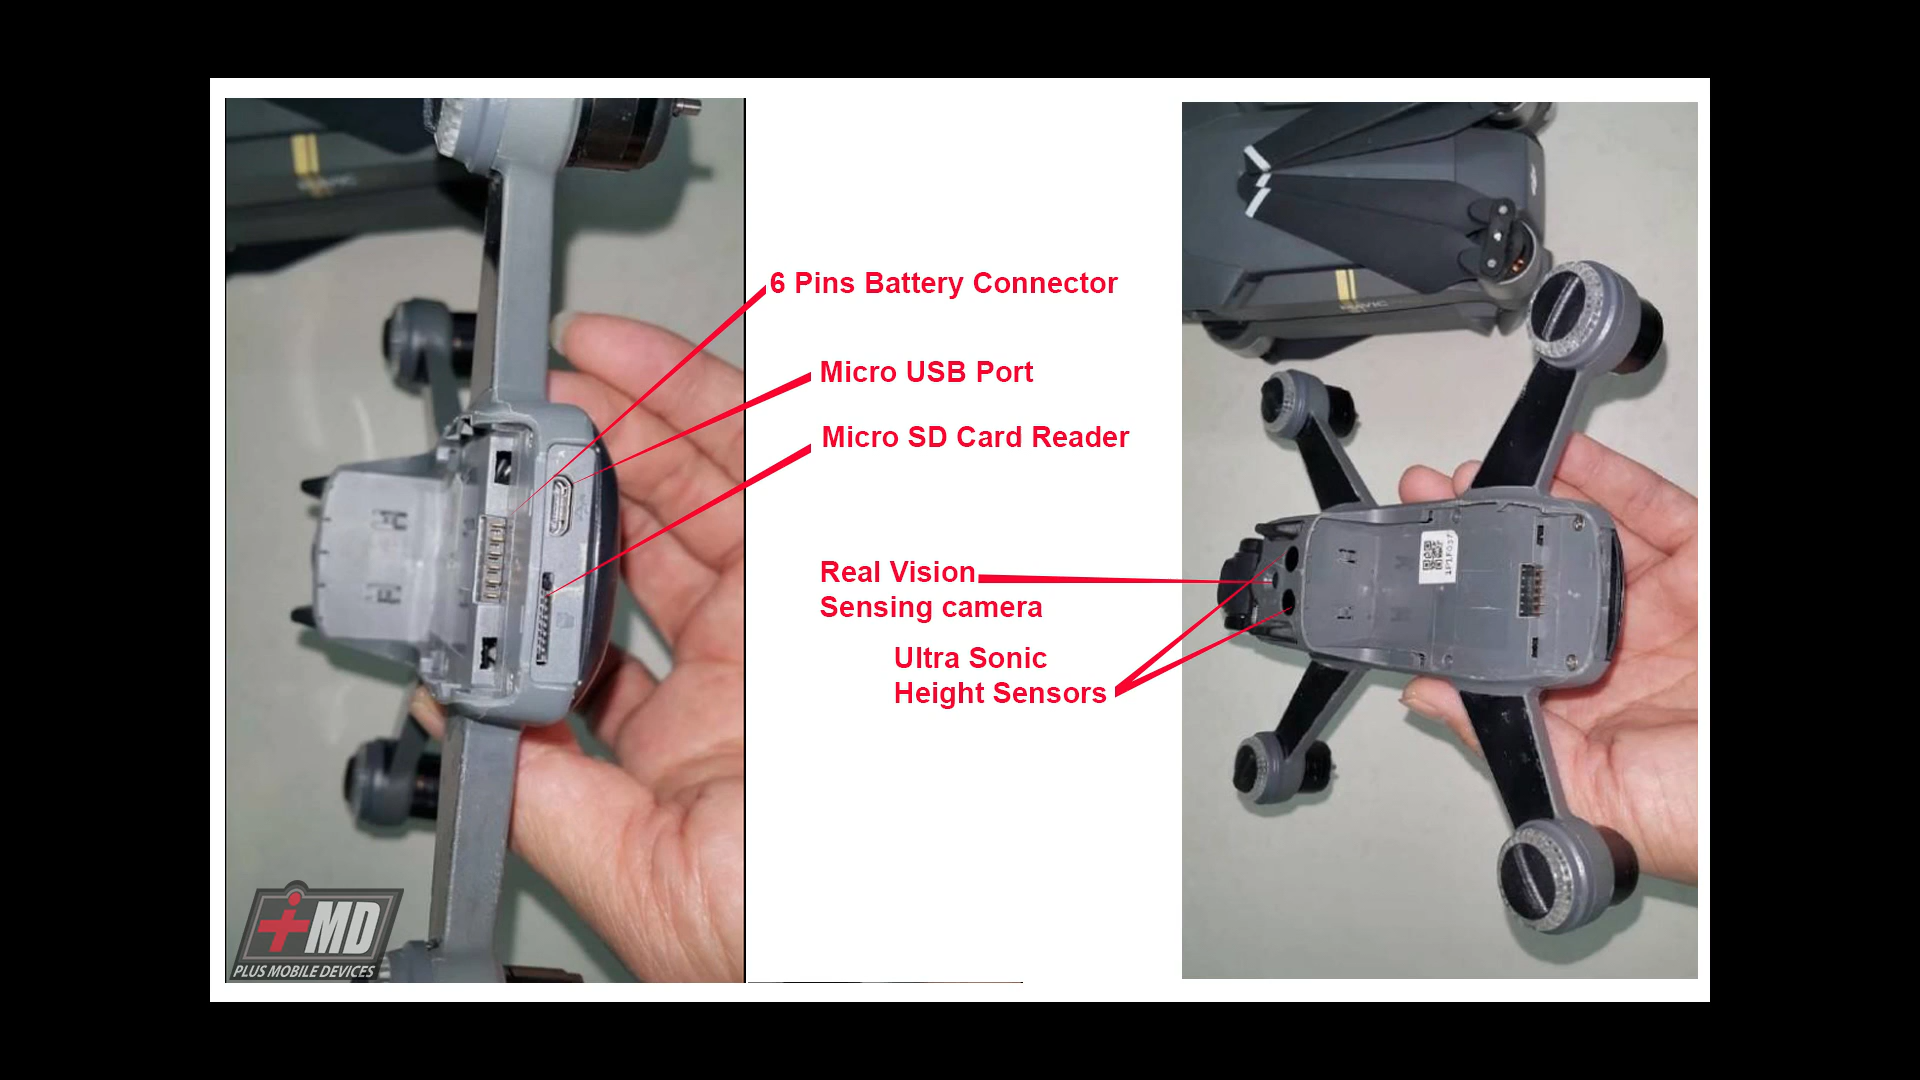 6 Pins Battery Connector
Micro USB Port
Micro SD Card Reader
Real Vision
Sensing camera
Ultra Sonic
Height Sensors
MD
PLUS MOBILE DEVICES
MAVIC